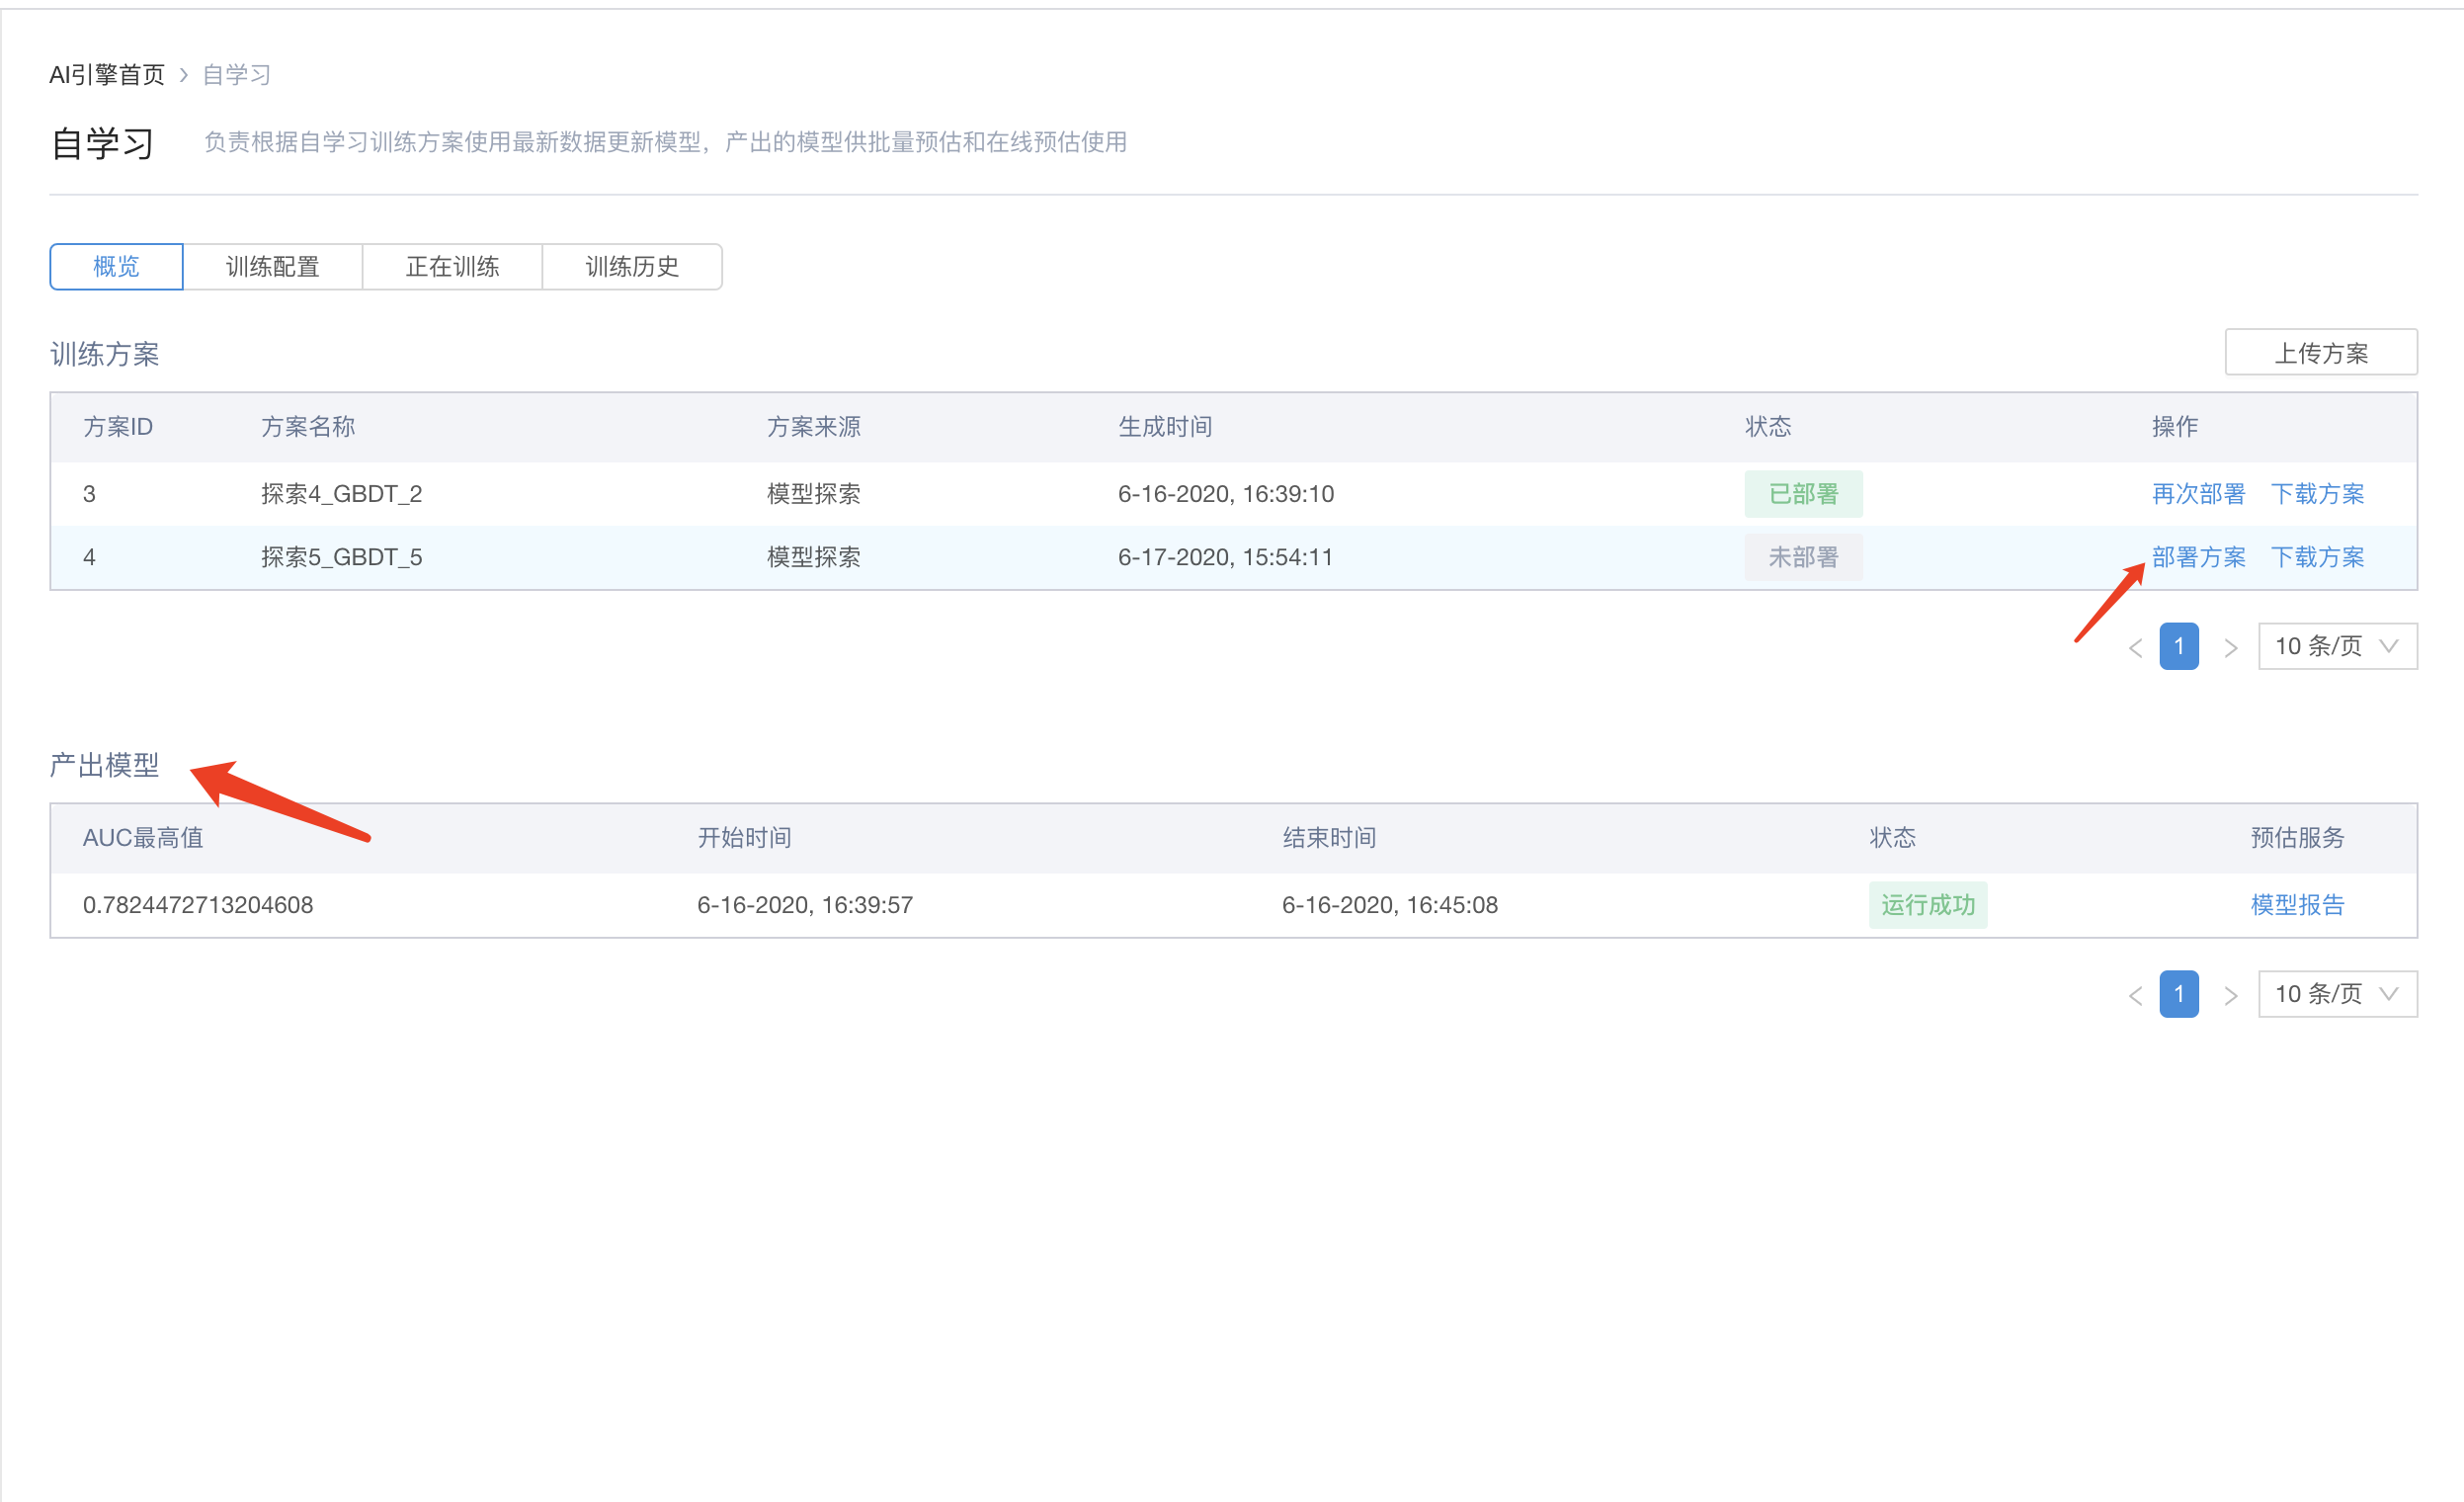 AI引擎首页 > 自学习
自学习 负责根据自学习训练方案使用最新数据更新模型，产出的模型供批量预估和在线预估使用
概览 训练配置 正在训练 训练历史
训练方案 上传方案
方案ID 方案名称 方案来源 生成时间 状态 操作
3 探索4_GBDT_2 模型探索 6-16-2020, 16:39:10 已部署 再次部署 下载方案
4 探索5_GBDT_5 模型探索 6-17-2020, 15:54:11 未部署 部署方案 下载方案
< 1 > 10 条/页
产出模型
AUC最高值 开始时间 结束时间 状态 预估服务
0.7824472713204608 6-16-2020, 16:39:57 6-16-2020, 16:45:08 运行成功 模型报告
< 1 > 10 条/页